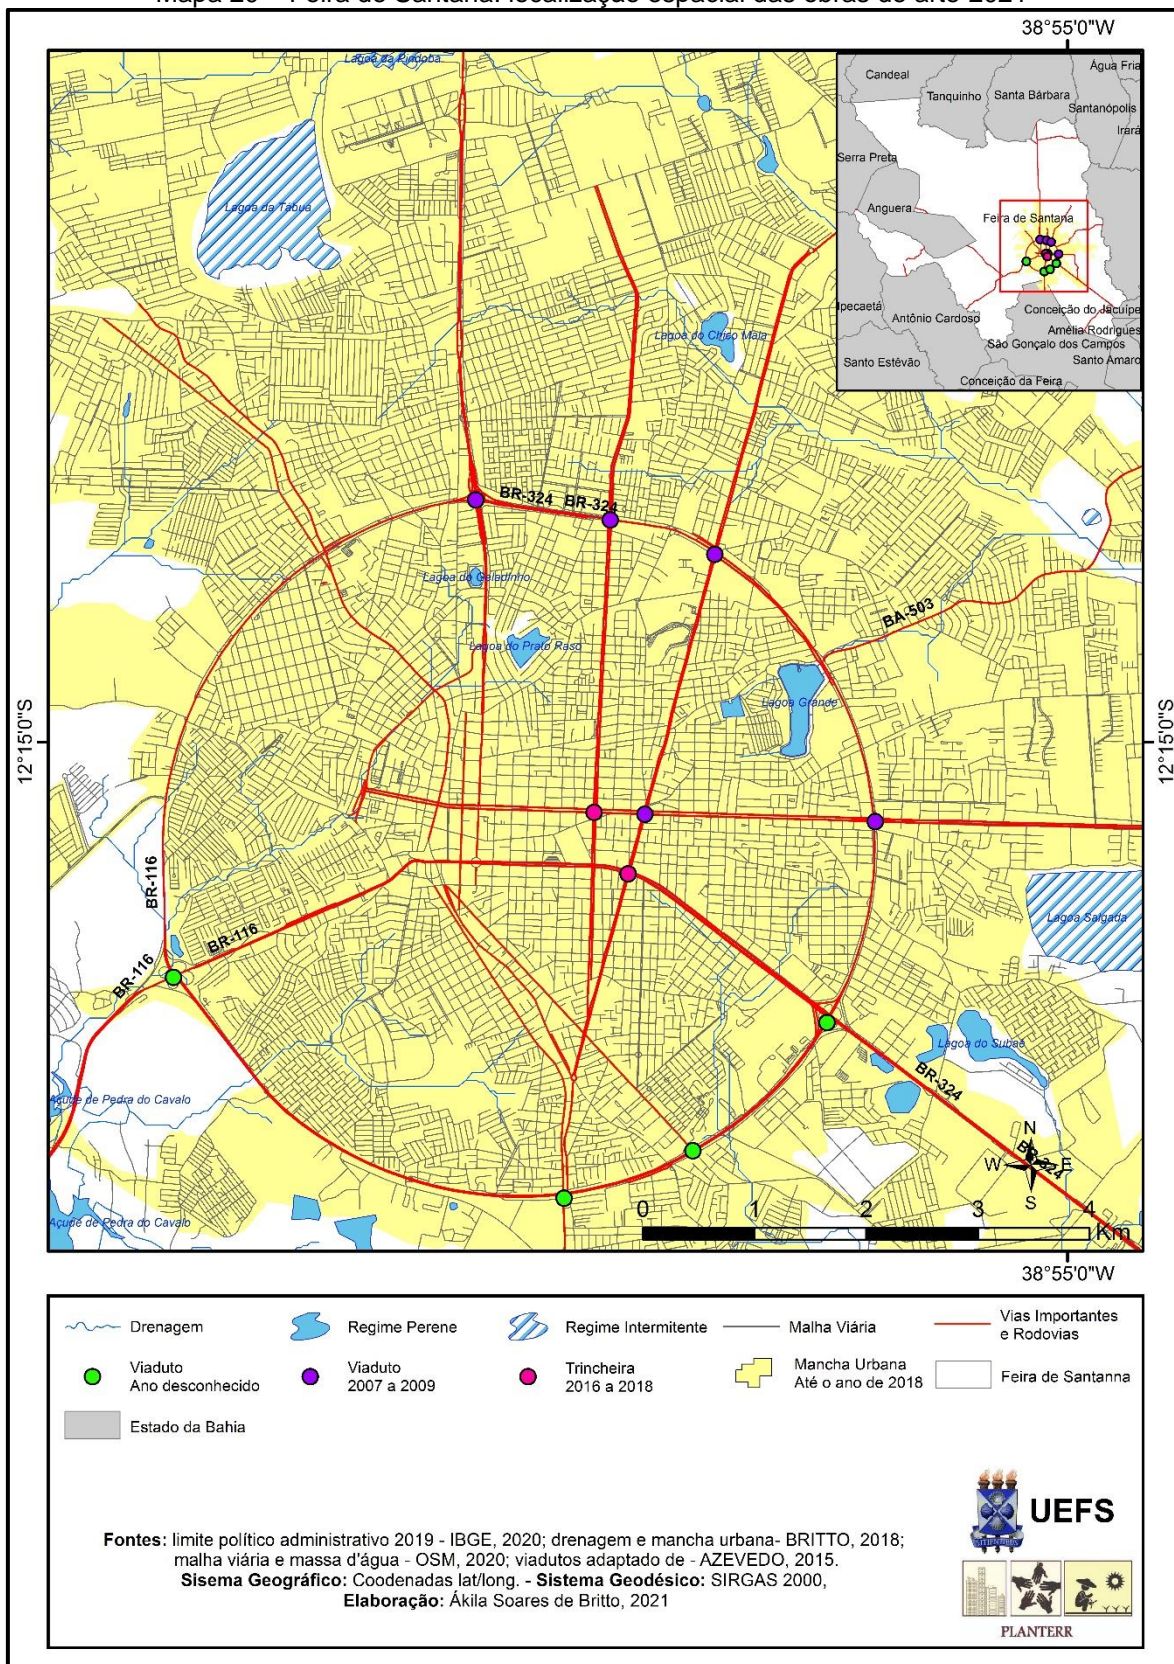 Mapa 20 – Feira de Santana: localização espacial das obras de arte 2021
38°55'0"W
Lagoa da Pindoba
Candeal
Água Fria
Tanquinho
Santa Bárbara
Santanópolis
Irará
Serra Preta
Anguera
Feira de Santana
Ipecaetá
Antônio Cardoso
Conceição do Jacuípe
Amélia Rodrigues
São Gonçalo dos Campos
Santo Estêvão
Santo Amaro
Conceição da Feira
Lagoa da Tabua
Lagoa do Chico Maia
BR-324 BR-324
Lagoa do Geladinho
BA-503
Lagoa do Prato Raso
Lagoa Grande
12°15'0"S
12°15'0"S
BR-116
Lagoa Salgada
BR-116
BR-116
Lagoa do Subaé
BR-324
Açude de Pedra do Cavalo
N
W E
S
BR-324
Açude de Pedra do Cavalo
0 1 2 3 4
Km
38°55'0"W
Drenagem
Regime Perene
Regime Intermitente
Malha Viária
Vias Importantes
e Rodovias
Viaduto
Ano desconhecido
Viaduto
2007 a 2009
Trincheira
2016 a 2018
Mancha Urbana
Até o ano de 2018
Feira de Santanna
Estado da Bahia
UEFS
Fontes: limite político administrativo 2019 - IBGE, 2020; drenagem e mancha urbana- BRITTO, 2018;
malha viária e massa d'água - OSM, 2020; viadutos adaptado de - AZEVEDO, 2015.
Sisema Geográfico: Coodenadas lat/long. - Sistema Geodésico: SIRGAS 2000,
Elaboração: Ákila Soares de Britto, 2021
PLANTERR